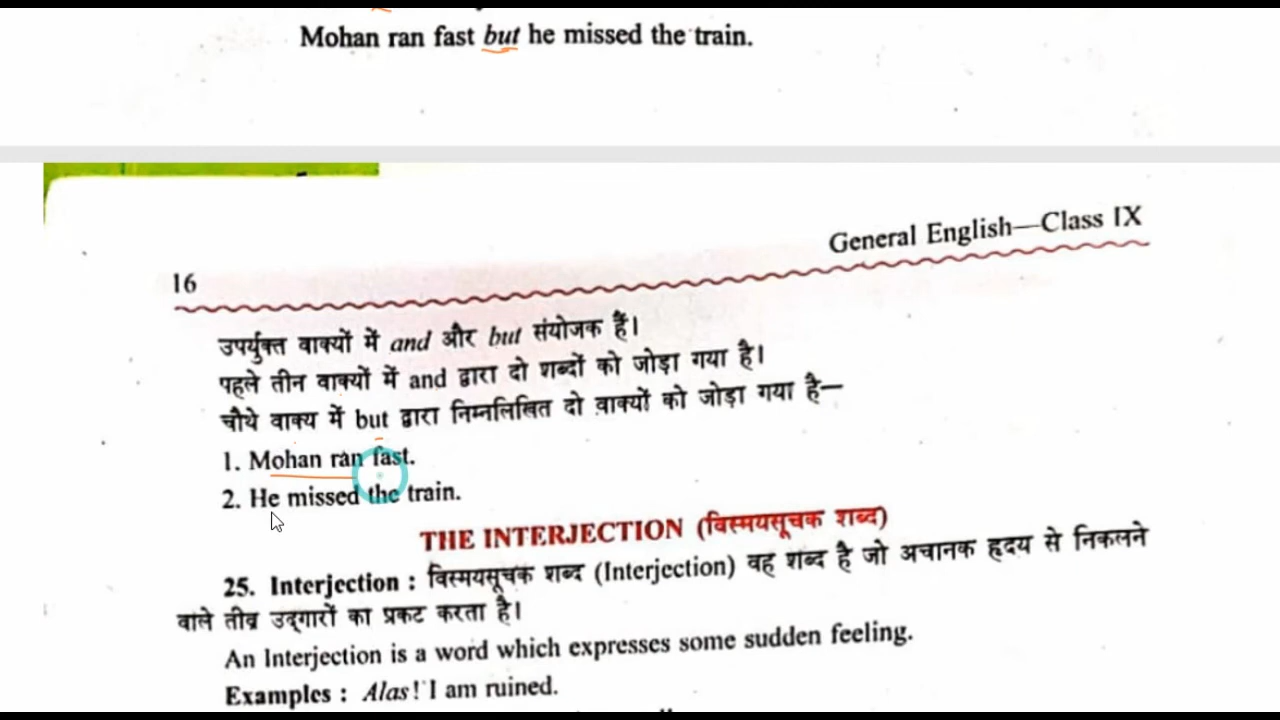 Mohan ran fast but he missed the train.
General English—Class IX
16
उपर्युक्त वाक्यों में and और but संयोजक हैं।
पहले तीन वाक्यों में and द्वारा दो शब्दों को जोड़ा गया है।
चौथे वाक्य में but द्वारा निम्नलिखित दो वाक्यों को जोड़ा गया है—
1. Mohan ran fast.
2. He missed the train.
THE INTERJECTION (विस्मयसूचक शब्द)
25. Interjection : विस्मयसूचक शब्द (Interjection) वह शब्द है जो अचानक हृदय से निकलने
वाले तीव्र उद्गारों का प्रकट करता है।
An Interjection is a word which expresses some sudden feeling.
Examples : Alas! I am ruined.